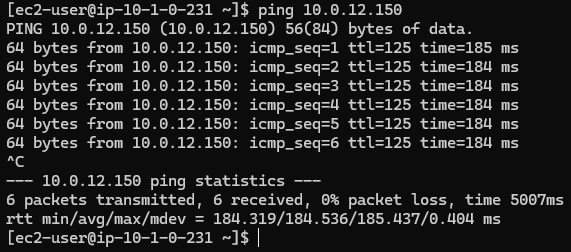 [ec2-user@ip-10-1-0-231 ~]$ ping 10.0.12.150
PING 10.0.12.150 (10.0.12.150) 56(84) bytes of data.
64 bytes from 10.0.12.150: icmp_seq=1 ttl=125 time=185 ms
64 bytes from 10.0.12.150: icmp_seq=2 ttl=125 time=184 ms
64 bytes from 10.0.12.150: icmp_seq=3 ttl=125 time=184 ms
64 bytes from 10.0.12.150: icmp_seq=4 ttl=125 time=184 ms
64 bytes from 10.0.12.150: icmp_seq=5 ttl=125 time=184 ms
64 bytes from 10.0.12.150: icmp_seq=6 ttl=125 time=184 ms
^C
--- 10.0.12.150 ping statistics ---
6 packets transmitted, 6 received, 0% packet loss, time 5007ms
rtt min/avg/max/mdev = 184.319/184.536/185.437/0.404 ms
[ec2-user@ip-10-1-0-231 ~]$